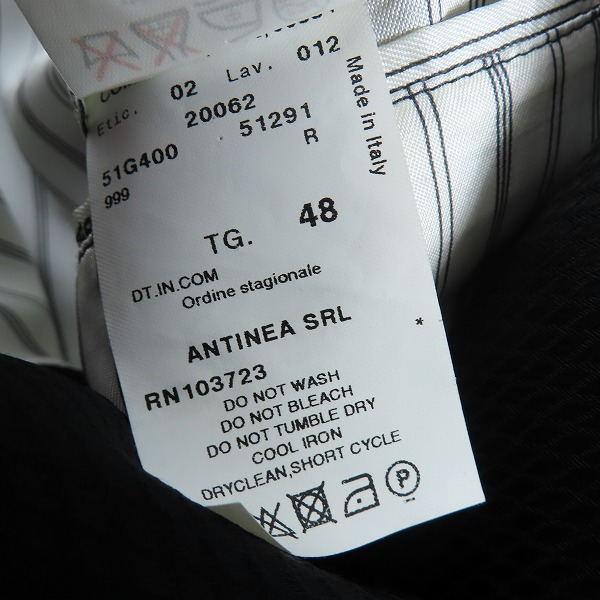 Etic. 02 Lav. 012
20062
51G400 51291
999 R
Made in Italy
TG. 48
DT.IN.COM
Ordine stagionale
ANTINEA SRL *
RN103723
DO NOT WASH
DO NOT BLEACH
DO NOT TUMBLE DRY
COOL IRON
DRYCLEAN,SHORT CYCLE
P